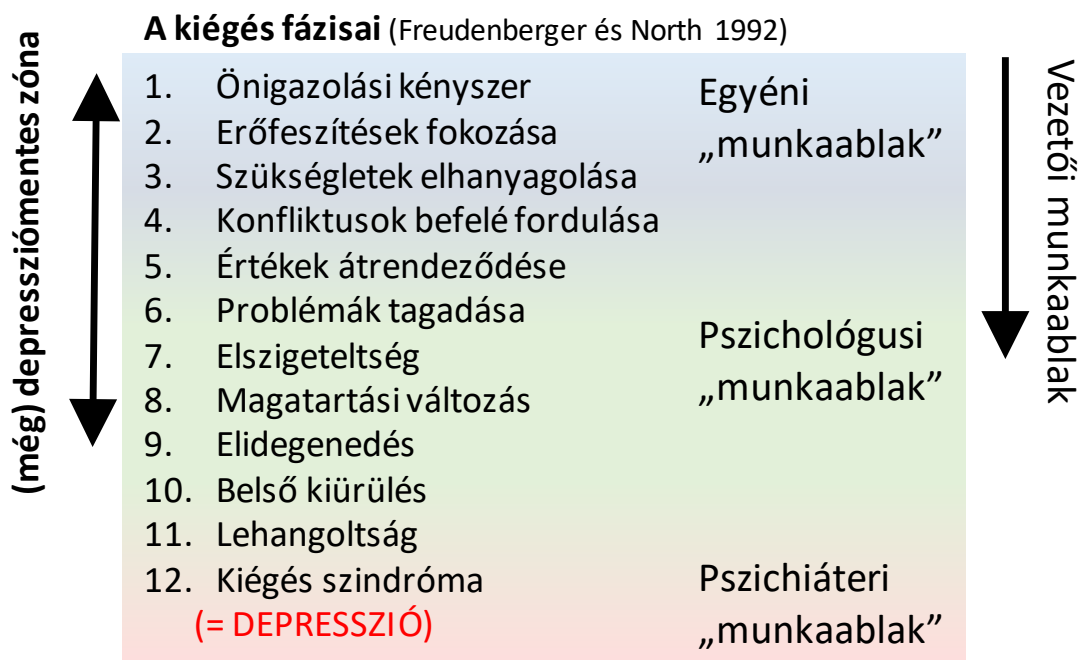 A kiégés fázisai (Freudenberger és North 1992)
(még) depressziómentes zóna
1. Önigazolási kényszer
2. Erőfeszítések fokozása
3. Szükségletek elhanyagolása
4. Konfliktusok befelé fordulása
5. Értékek átrendeződése
6. Problémák tagadása
7. Elszigeteltség
8. Magatartási változás
9. Elidegenedés
10. Belső kiürülés
11. Lehangoltság
12. Kiégés szindróma
(= DEPRESSZIÓ)
Egyéni
„munkaablak”
Pszichológusi
„munkaablak”
Pszichiáteri
„munkaablak”
Vezetői munkaablak